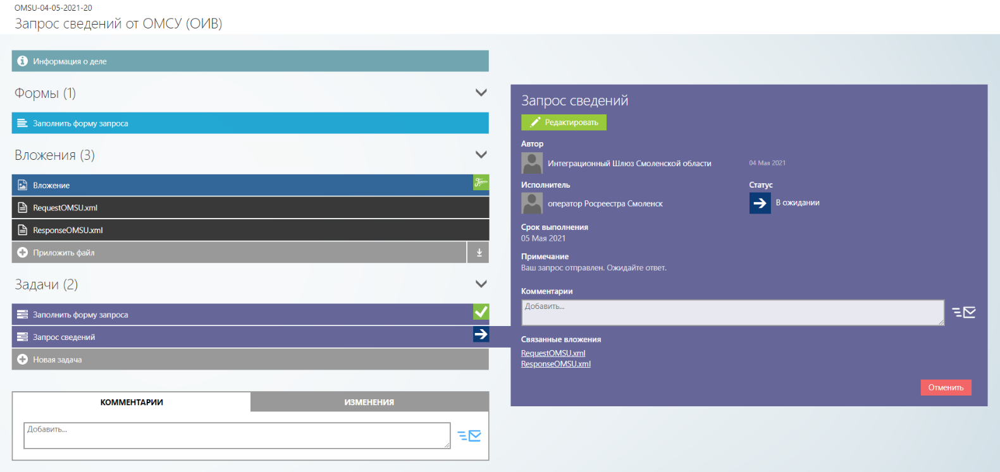 OMSU-04-05-2021-20
Запрос сведений от ОМСУ (ОИВ)
Информация о деле
Формы (1)
Заполнить форму запроса
Вложения (3)
Вложение
RequestOMSU.xml
ResponseOMSU.xml
Приложить файл
Задачи (2)
Заполнить форму запроса
Запрос сведений
Новая задача
КОММЕНТАРИИ
ИЗМЕНЕНИЯ
Добавить...
Запрос сведений
Редактировать
Автор
Интеграционный Шлюз Смоленской области
04 Мая 2021
Исполнитель
Статус
оператор Росреестра Смоленск
В ожидании
Срок выполнения
05 Мая 2021
Примечание
Ваш запрос отправлен. Ожидайте ответ.
Комментарии
Добавить...
Связанные вложения
RequestOMSU.xml
ResponseOMSU.xml
Отменить